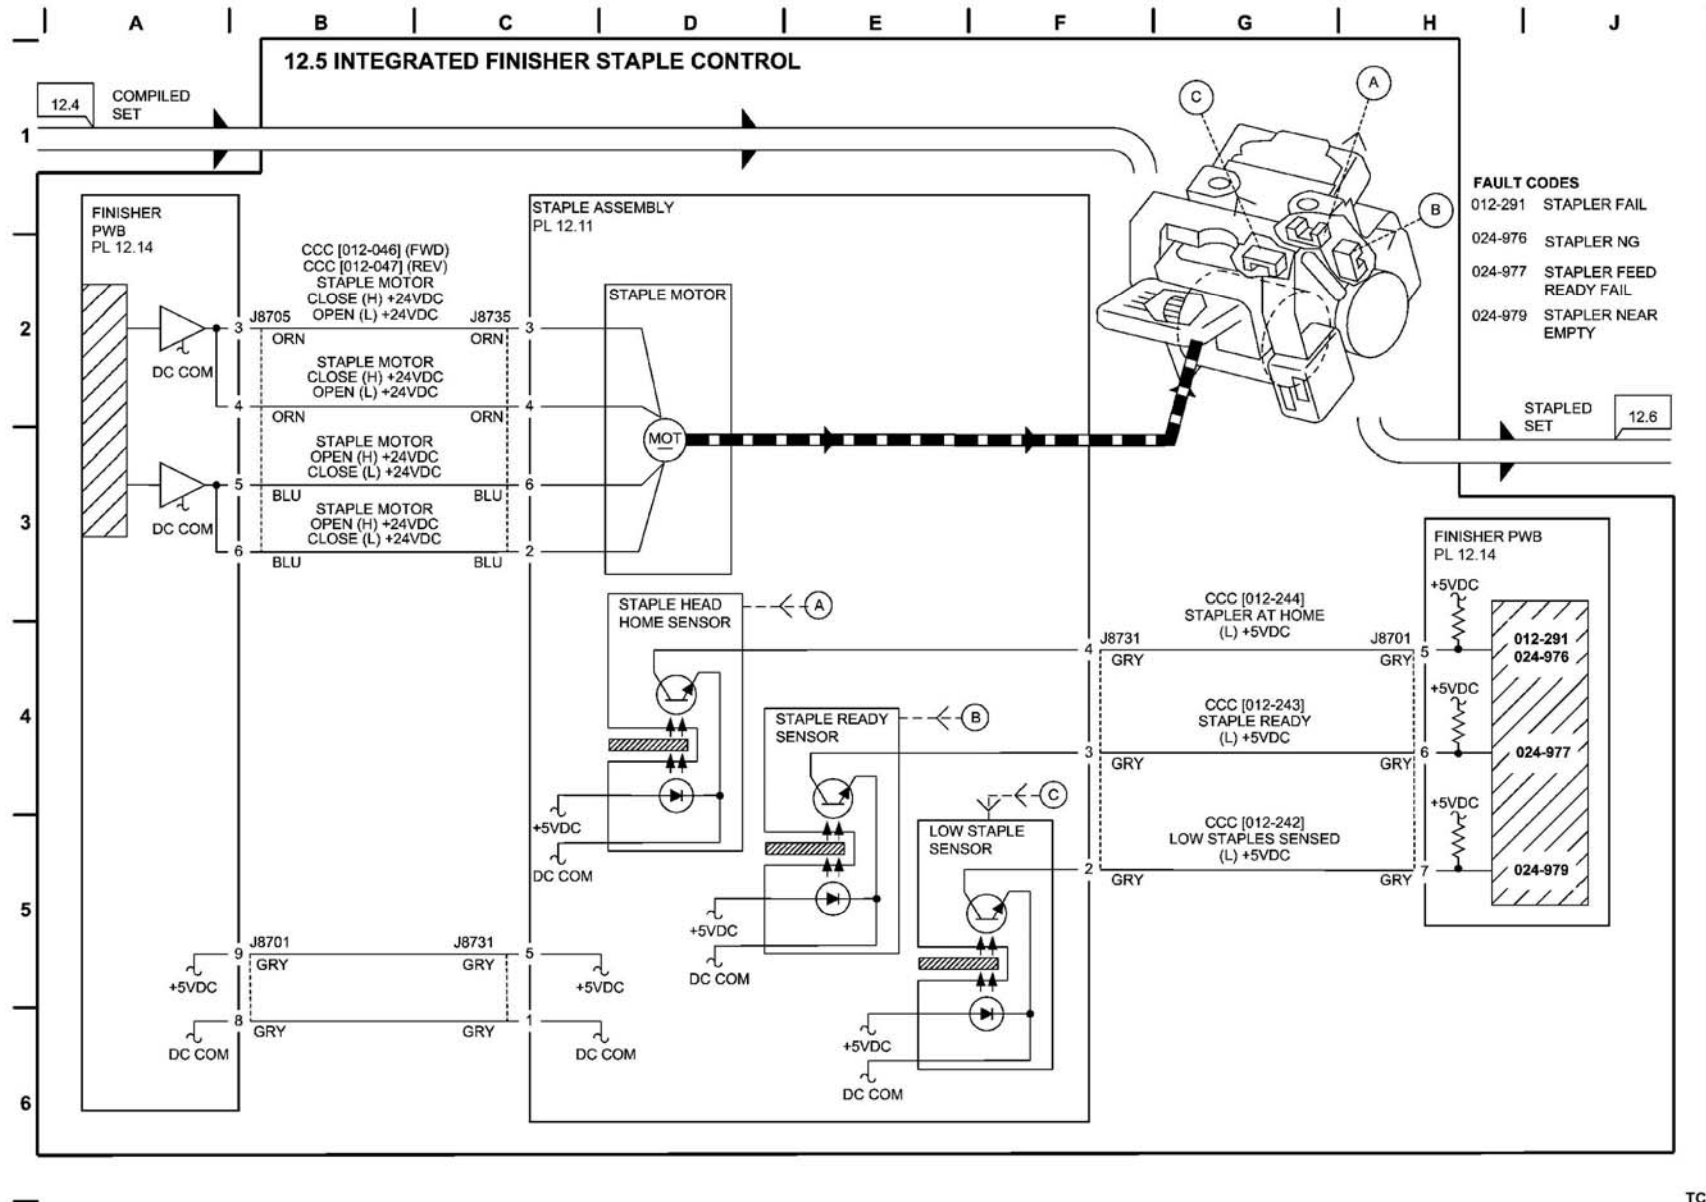 A B C D E F G H J
12.5 INTEGRATED FINISHER STAPLE CONTROL
12.4
COMPILED
SET
1
C
A
B
FAULT CODES
012-291 STAPLER FAIL
024-976 STAPLER NG
024-977 STAPLER FEED
READY FAIL
024-979 STAPLER NEAR
EMPTY
FINISHER
PWB
PL 12.14
STAPLE ASSEMBLY
PL 12.11
CCC [012-046] (FWD)
CCC [012-047] (REV)
STAPLE MOTOR
CLOSE (H) +24VDC
OPEN (L) +24VDC
STAPLE MOTOR
2
3 J8705
J8735 3
ORN
ORN
DC COM
STAPLE MOTOR
CLOSE (H) +24VDC
OPEN (L) +24VDC
4
4
ORN
ORN
STAPLED
SET
12.6
MOT
STAPLE MOTOR
OPEN (H) +24VDC
CLOSE (L) +24VDC
5
6
BLU
BLU
3
DC COM
STAPLE MOTOR
OPEN (H) +24VDC
CLOSE (L) +24VDC
6
2
BLU
BLU
FINISHER PWB
PL 12.14
+5VDC
STAPLE HEAD
HOME SENSOR
A
CCC [012-244]
STAPLER AT HOME
(L) +5VDC
4 J8731
J8701 5
GRY
GRY
012-291
024-976
+5VDC
4
STAPLE READY
SENSOR
B
CCC [012-243]
STAPLE READY
(L) +5VDC
3
6
GRY
GRY
024-977
+5VDC
C
+5VDC
DC COM
LOW STAPLE
SENSOR
CCC [012-242]
LOW STAPLES SENSED
(L) +5VDC
2
7
GRY
GRY
024-979
5
+5VDC
DC COM
9 J8701
J8731 5
GRY
GRY
+5VDC
+5VDC
8
1
GRY
GRY
DC COM
DC COM
+5VDC
DC COM
6